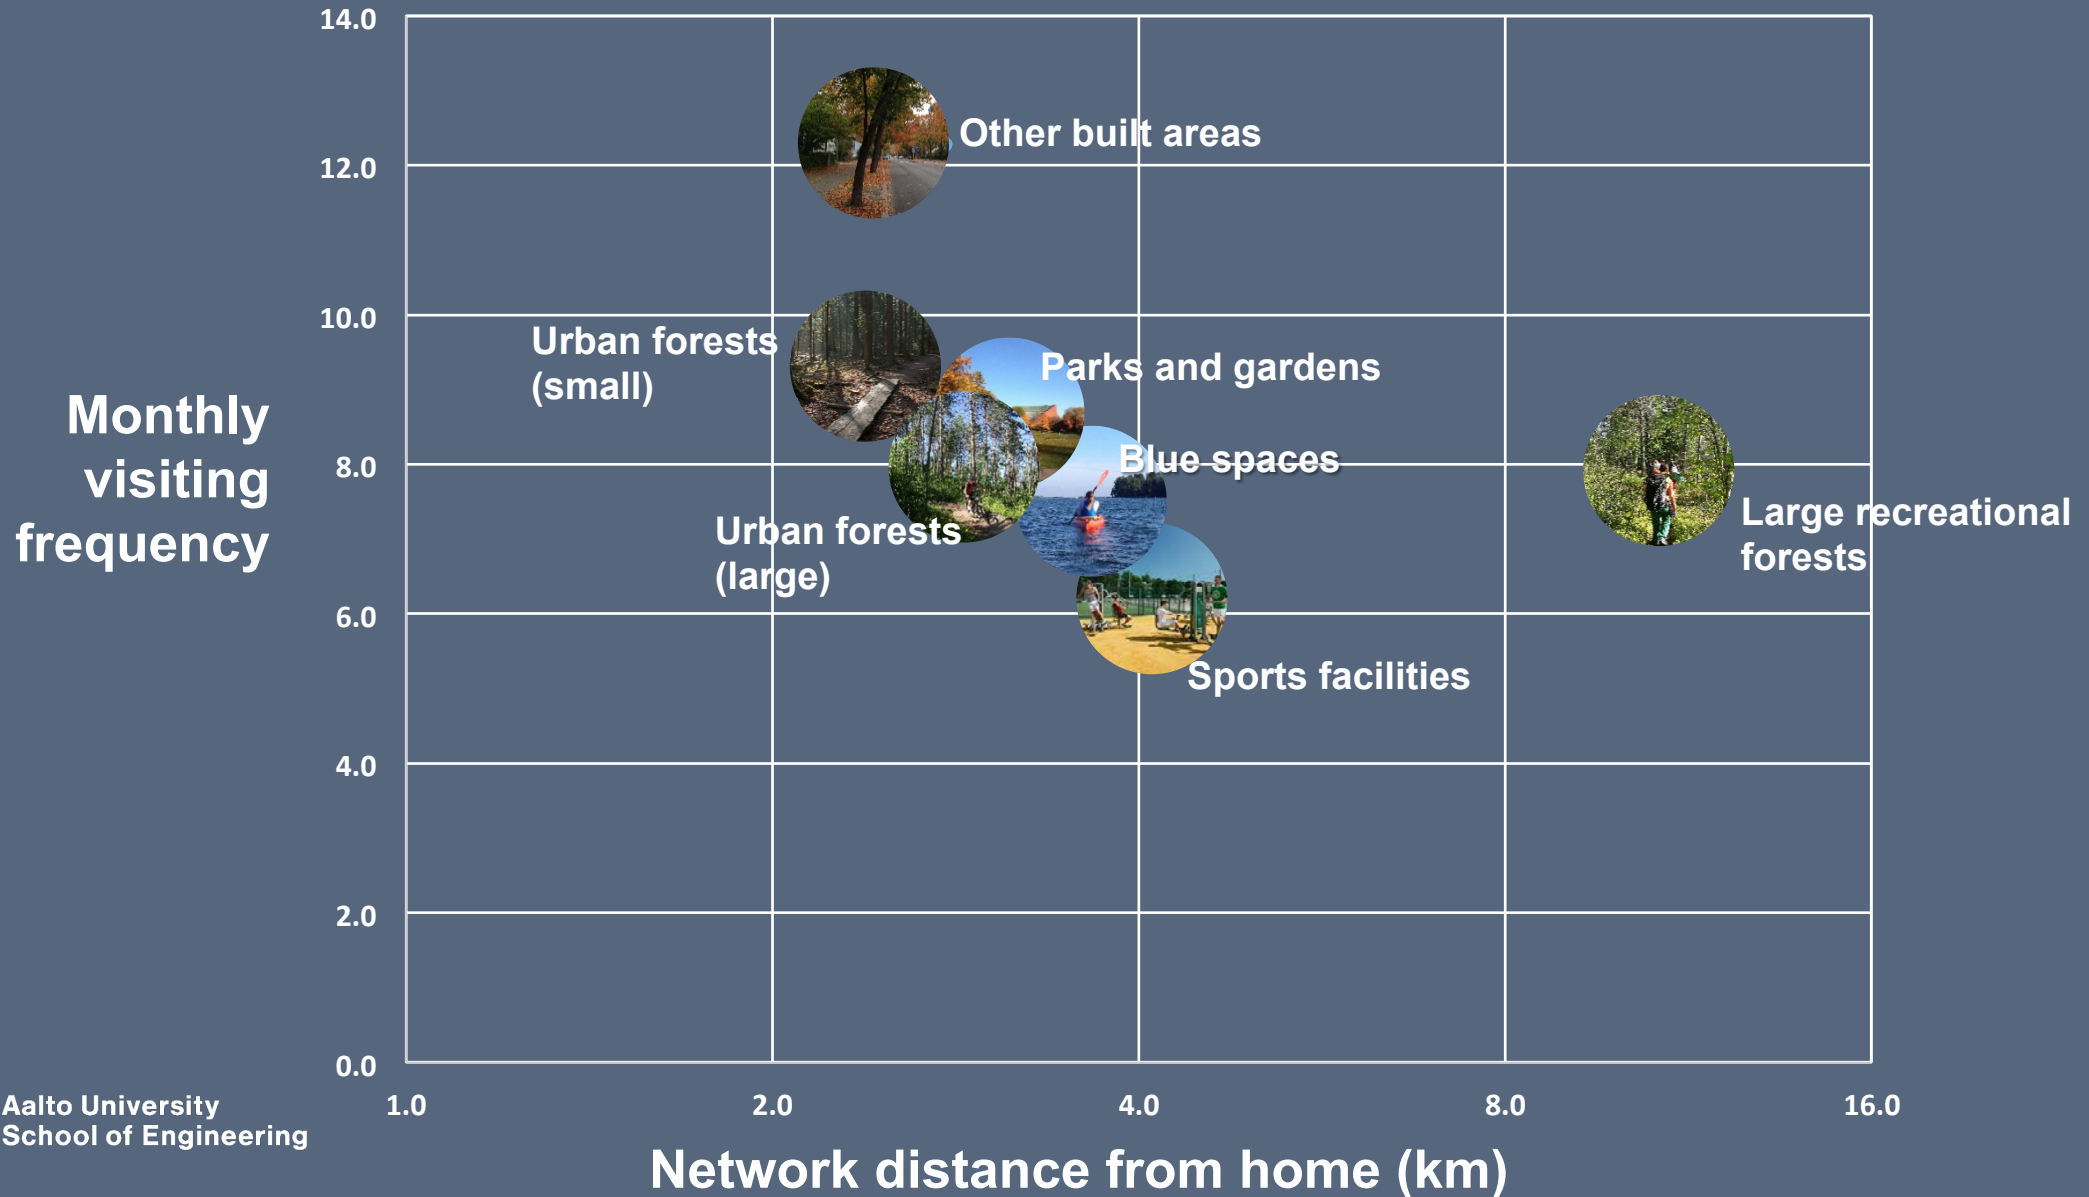 14.0
12.0
10.0
8.0
6.0
4.0
2.0
0.0
Monthly
visiting
frequency
Other built areas
Urban forests
(small)
Parks and gardens
Blue spaces
Urban forests
(large)
Large recreational
forests
Sports facilities
1.0
2.0
4.0
8.0
16.0
Network distance from home (km)
Aalto University
School of Engineering